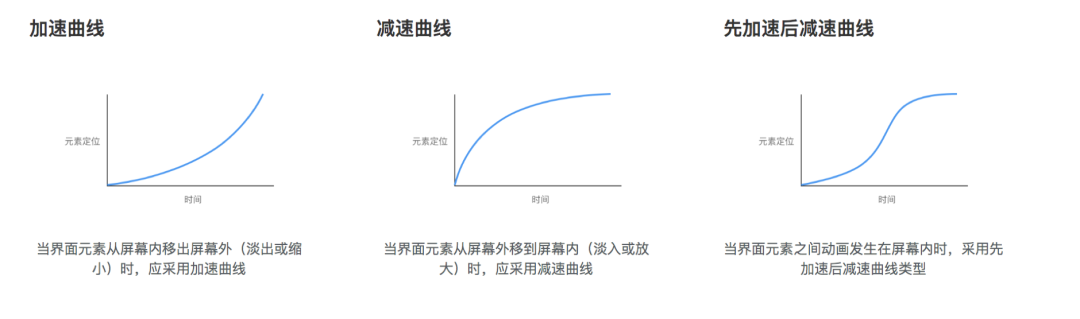 加速曲线
元素定位
时间
当界面元素从屏幕内移出屏幕外（淡出或缩
小）时，应采用加速曲线
减速曲线
元素定位
时间
当界面元素从屏幕外移到屏幕内（淡入或放
大）时，应采用减速曲线
先加速后减速曲线
元素定位
时间
当界面元素之间动画发生在屏幕内时，采用先
加速后减速曲线类型